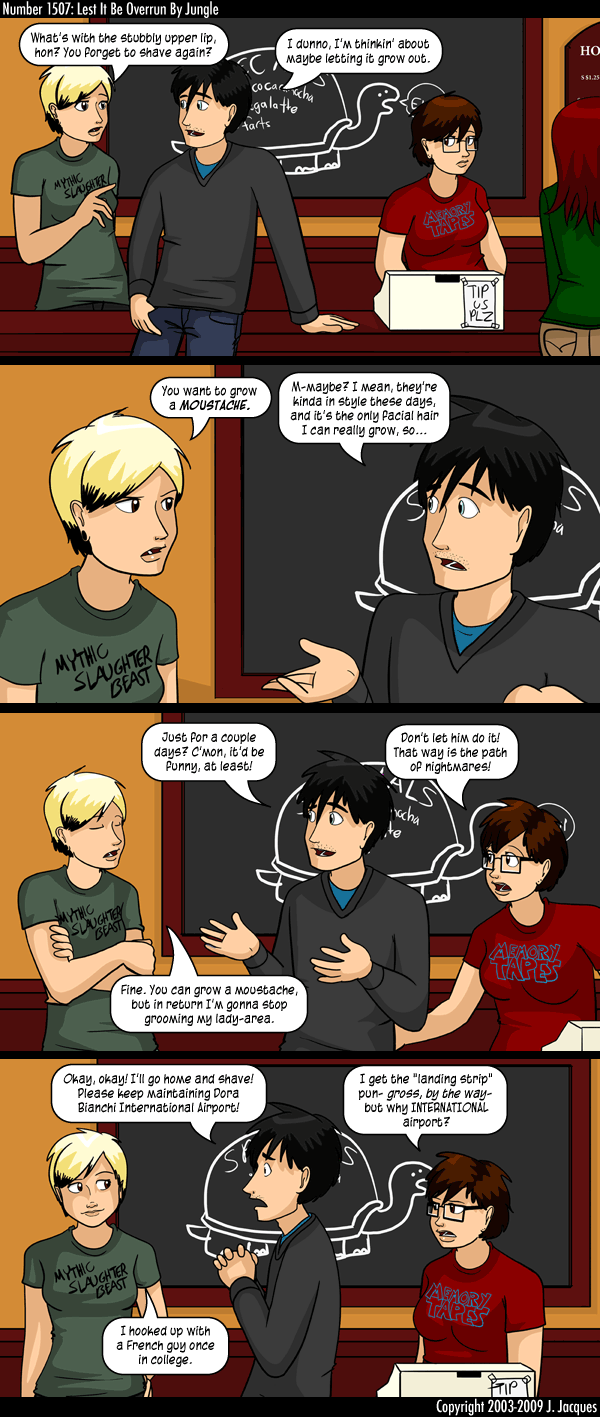 Number 1507: Lest It Be Overrun By Jungle
What's with the stubbly upper lip,
hon? You forget to shave again?
I dunno, I'm thinkin' about
maybe letting it grow out.
HO
S $1.25
MYTHIC
SLAUGHTER
MEMORY
TAPES
TIP
US
PLZ
You want to grow
a MOUSTACHE.
M-maybe? I mean, they're
kinda in style these days,
and it's the only facial hair
I can really grow, so...
MYTHIC
SLAUGHTER
BEAST
Just for a couple
days? C'mon, it'd be
funny, at least!
Don't let him do it!
That way is the path
of nightmares!
MYTHIC
SLAUGHTER
BEAST
MEMORY
TAPES
Fine. You can grow a moustache,
but in return I'm gonna stop
grooming my lady-area.
Okay, okay! I'll go home and shave!
Please keep maintaining Dora
Bianchi International Airport!
I get the "landing strip"
pun- gross, by the way-
but why INTERNATIONAL
airport?
MYTHIC
SLAUGHTER
BEAST
MEMORY
TAPES
I hooked up with
a French guy once
in college.
TIP
Copyright 2003-2009 J. Jacques